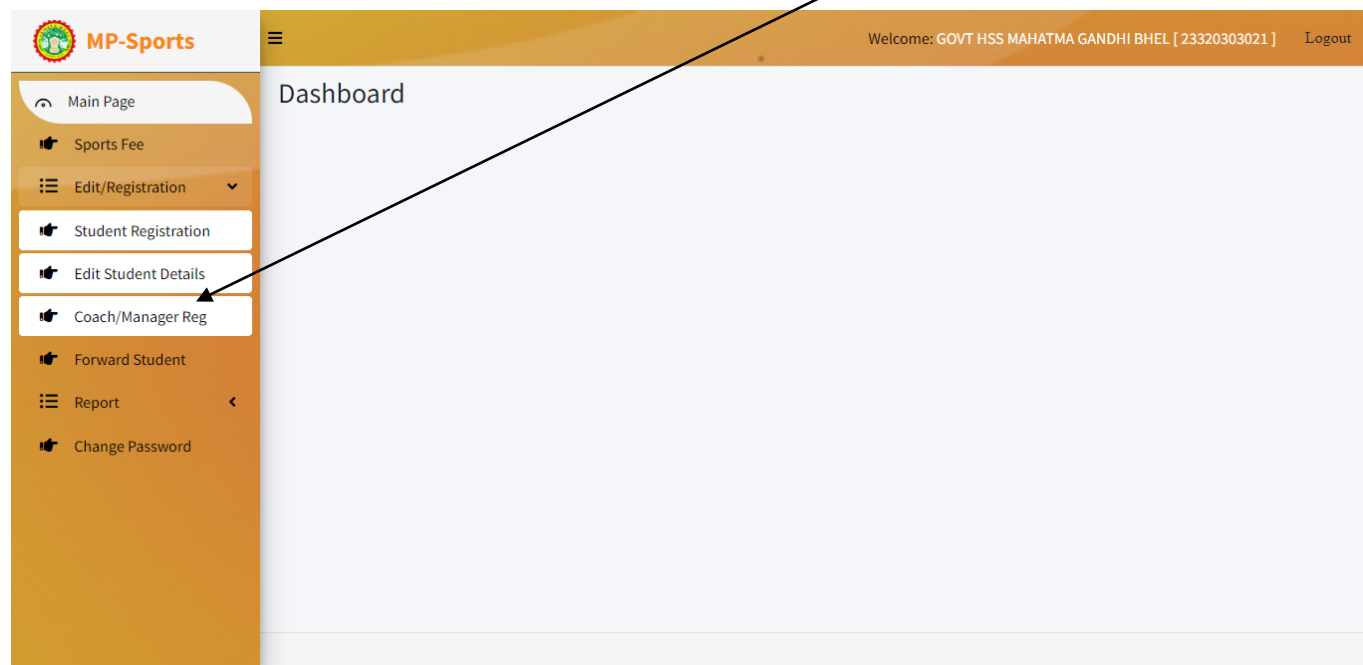 MP-Sports
Welcome: GOVT HSS MAHATMA GANDHI BHEL [ 23320303021 ] Logout
Main Page
Dashboard
Sports Fee
Edit/Registration
Student Registration
Edit Student Details
Coach/Manager Reg
Forward Student
Report
Change Password